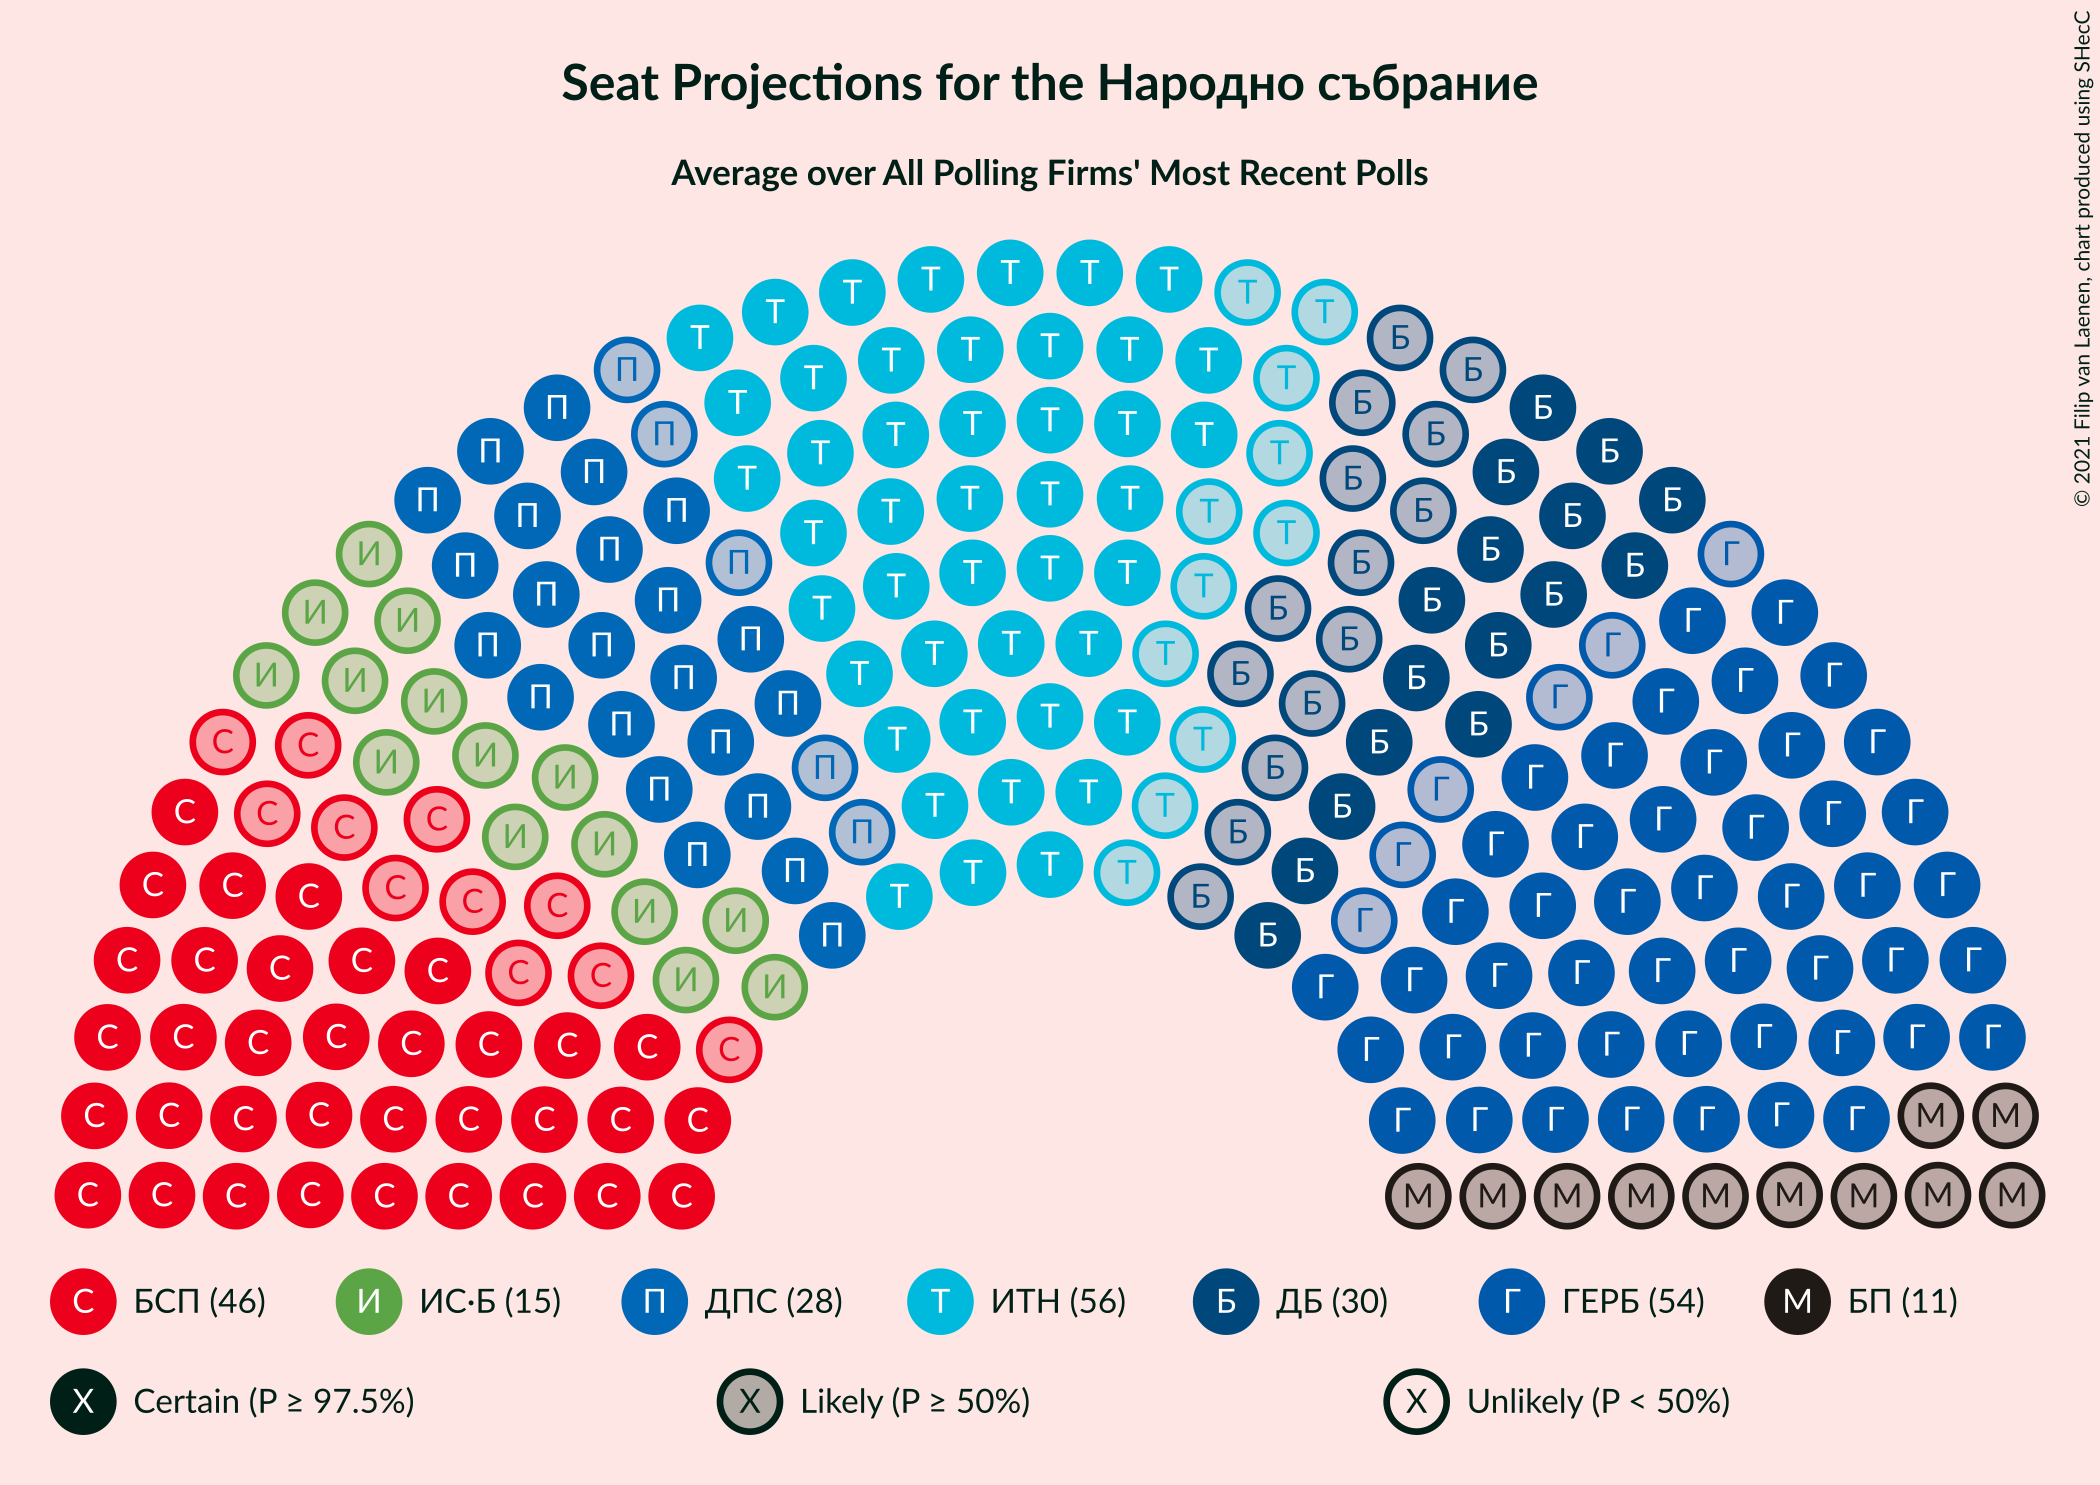 Seat Projections for the Народно събрание
Average over All Polling Firms' Most Recent Polls
© 2021 Filip van Laenen, chart produced using SHecC
С БСП (46) И ИС·Б (15) П ДПС (28) Т ИТН (56) Б ДБ (30) Г ГЕРБ (54) М БП (11)
X Certain (P ≥ 97.5%) X Likely (P ≥ 50%) X Unlikely (P < 50%)